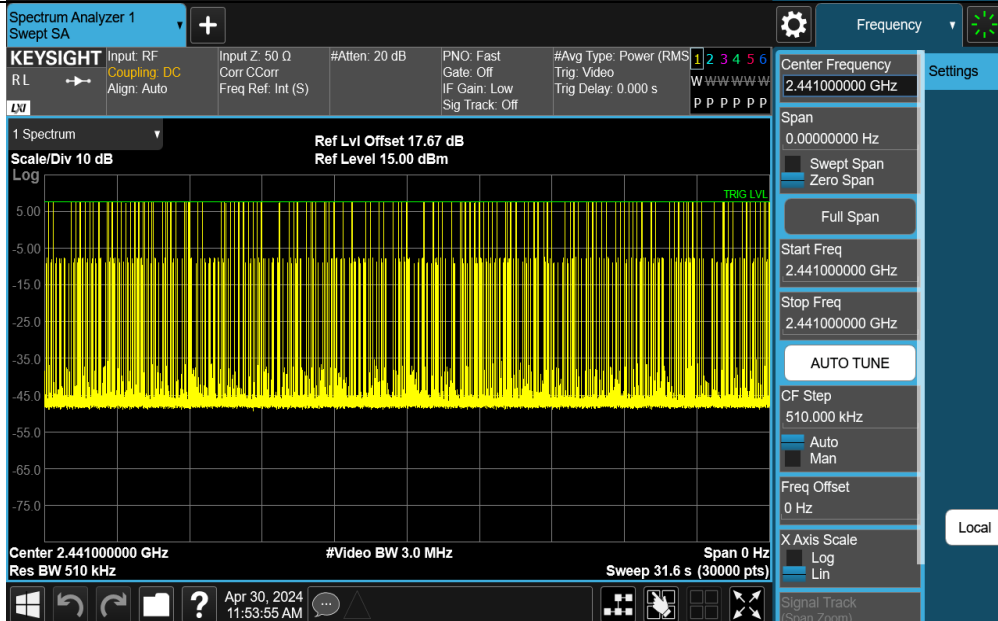 Spectrum Analyzer 1
Swept SA
Frequency
KEYSIGHT
RL
LXI
Input: RF
Coupling: DC
Align: Auto
Input Z: 50 Ω
Corr CCorr
Freq Ref: Int (S)
#Atten: 20 dB
PNO: Fast
Gate: Off
IF Gain: Low
Sig Track: Off
#Avg Type: Power (RMS
Trig: Video
Trig Delay: 0.000 s
1 2 3 4 5 6
W W W W W W
P P P P P P
1 Spectrum
Scale/Div 10 dB
Log
Ref Lvl Offset 17.67 dB
Ref Level 15.00 dBm
TRIG LVL
5.00
-5.00
-15.0
-25.0
-35.0
-45.0
-55.0
-65.0
-75.0
Center 2.441000000 GHz
Res BW 510 kHz
#Video BW 3.0 MHz
Span 0 Hz
Sweep 31.6 s (30000 pts)
Apr 30, 2024
11:53:55 AM
Center Frequency
2.441000000 GHz
Span
0.00000000 Hz
Swept Span
Zero Span
Full Span
Start Freq
2.441000000 GHz
Stop Freq
2.441000000 GHz
AUTO TUNE
CF Step
510.000 kHz
Auto
Man
Freq Offset
0 Hz
X Axis Scale
Log
Lin
Signal Track
(Span Zoom)
Settings
Local